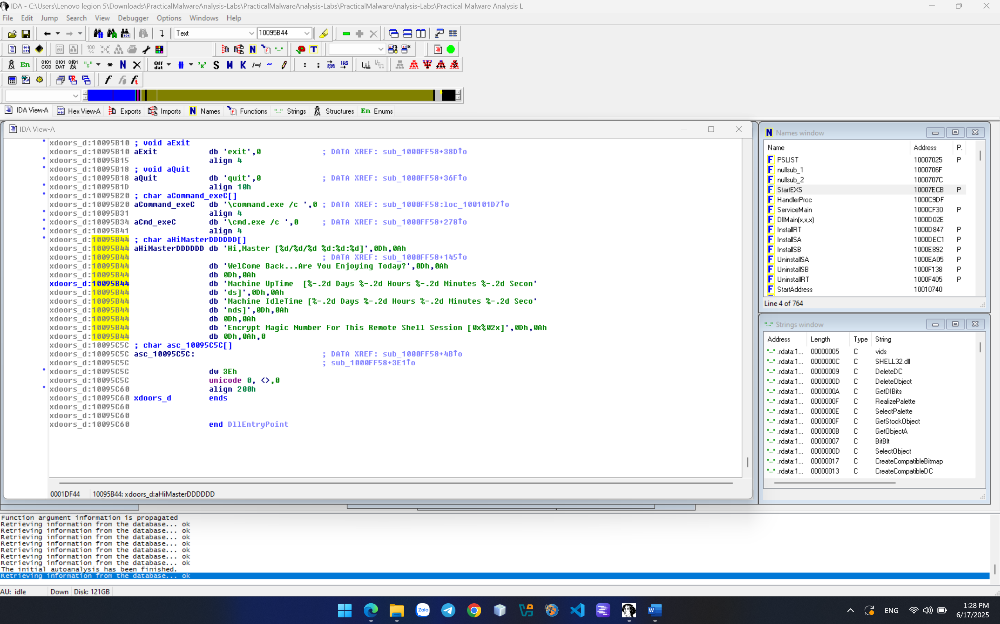 IDA - C:\Users\Lenovo legion 5\Downloads\PracticalMalwareAnalysis-Labs\PracticalMalwareAnalysis-Labs\PracticalMalwareAnalysis-Labs\Practical Malware Analysis L
File Edit Jump Search View Debugger Options Windows Help
Text 10095B44
IDA View-A Hex View-A Exports Imports Names Functions Strings Structures En Enums
IDA View-A
xdoors_d:10095B10 ; void aExit
xdoors_d:10095B10 aExit db 'exit',0 ; DATA XREF: sub_1000FF58+38D↑o
xdoors_d:10095B15 align 4
xdoors_d:10095B18 ; void aQuit
xdoors_d:10095B18 aQuit db 'quit',0 ; DATA XREF: sub_1000FF58+36F↑o
xdoors_d:10095B1D align 10h
xdoors_d:10095B20 ; char aCommand_exeC[]
xdoors_d:10095B20 aCommand_exeC db '\command.exe /c ',0 ; DATA XREF: sub_1000FF58:loc_100101D7↑o
xdoors_d:10095B31 align 4
xdoors_d:10095B34 aCmd_exeC db '\cmd.exe /c ',0 ; DATA XREF: sub_1000FF58+278↑o
xdoors_d:10095B41 align 4
xdoors_d:10095B44 ; char aHiMasterDDDDDD[]
xdoors_d:10095B44 aHiMasterDDDDDD db 'Hi,Master [%d/%d/%d %d:%d:%d]',0Dh,0Ah
xdoors_d:10095B44 ; DATA XREF: sub_1000FF58+145↑o
xdoors_d:10095B44 db 'WelCome Back...Are You Enjoying Today?',0Dh,0Ah
xdoors_d:10095B44 db 0Dh,0Ah
xdoors_d:10095B44 db 'Machine UpTime  [%-.2d Days %-.2d Hours %-.2d Minutes %-.2d Secon'
xdoors_d:10095B44 db 'ds]',0Dh,0Ah
xdoors_d:10095B44 db 'Machine IdleTime [%-.2d Days %-.2d Hours %-.2d Minutes %-.2d Seco'
xdoors_d:10095B44 db 'nds]',0Dh,0Ah
xdoors_d:10095B44 db 0Dh,0Ah
xdoors_d:10095B44 db 'Encrypt Magic Number For This Remote Shell Session [0x%02x]',0Dh,0Ah
xdoors_d:10095B44 db 0Dh,0Ah,0
xdoors_d:10095C5C ; char asc_10095C5C[]
xdoors_d:10095C5C asc_10095C5C: ; DATA XREF: sub_1000FF58+4B↑o
xdoors_d:10095C5C ; sub_1000FF58+3E1↑o
xdoors_d:10095C5C dw 3Eh
xdoors_d:10095C5C unicode 0, <>,0
xdoors_d:10095C60 align 200h
xdoors_d:10095C60 xdoors_d ends
xdoors_d:10095C60
xdoors_d:10095C60
xdoors_d:10095C60 end DllEntryPoint
0001DF44 10095B44: xdoors_d:aHiMasterDDDDDD
Names window
Name Address P.
PSLIST 10007025 P
nullsub_1 1000706F
nullsub_2 1000707C
StartEXS 10007ECB P
HandlerProc 1000C9DF
ServiceMain 1000CF30 P
DllMain(x,x,x) 1000D02E
InstallRT 1000D847 P
InstallSA 1000DEC1 P
InstallSB 1000E892 P
UninstallSA 1000EA05 P
UninstallSB 1000F138 P
UninstallRT 1000F405 P
StartAddress 10010740
Line 4 of 764
Strings window
Address Length Type String
.rdata:1... 00000005 C vids
.rdata:1... 0000000C C SHELL32.dll
.rdata:1... 00000009 C DeleteDC
.rdata:1... 0000000D C DeleteObject
.rdata:1... 0000000A C GetDIBits
.rdata:1... 0000000F C RealizePalette
.rdata:1... 0000000E C SelectPalette
.rdata:1... 0000000F C GetStockObject
.rdata:1... 0000000B C GetObjectA
.rdata:1... 00000007 C BitBlt
.rdata:1... 0000000D C SelectObject
.rdata:1... 00000017 C CreateCompatibleBitmap
.rdata:1... 00000013 C CreateCompatibleDC
Function argument information is propagated
Retrieving information from the database... ok
Retrieving information from the database... ok
Retrieving information from the database... ok
Retrieving information from the database... ok
Retrieving information from the database... ok
Retrieving information from the database... ok
Retrieving information from the database... ok
The initial autoanalysis has been finished.
Retrieving information from the database... ok
AU: idle Down Disk: 121GB
Zalo
ENG
1:28 PM
6/17/2025